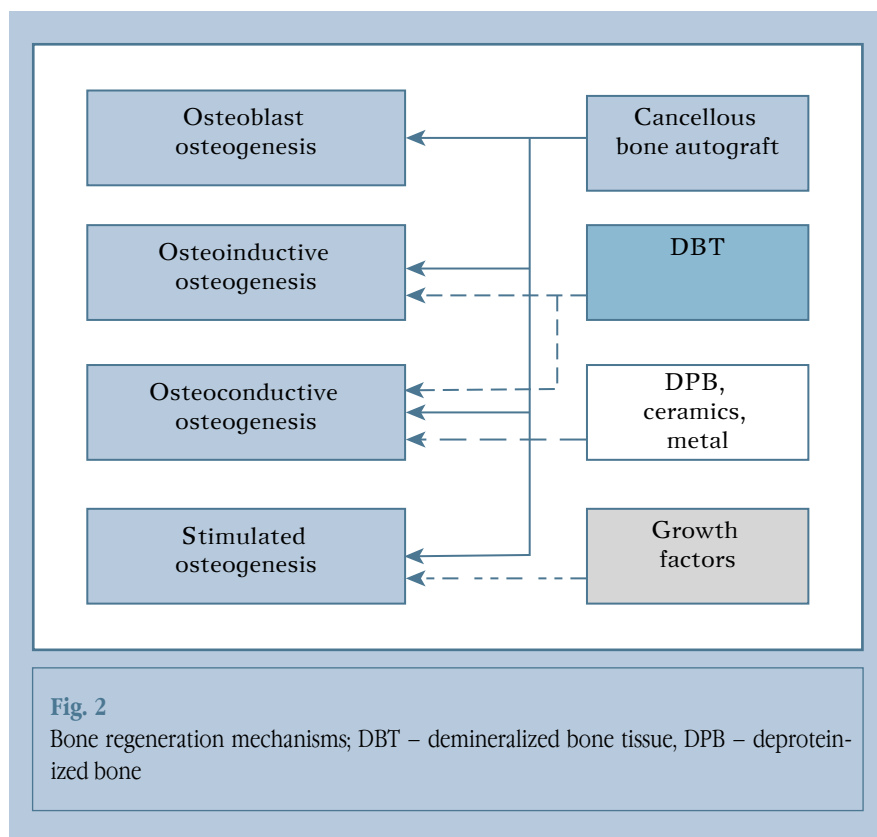 Osteoblast
osteogenesis
Cancellous
bone autograft
Osteoinductive
osteogenesis
DBT
Osteoconductive
osteogenesis
DPB,
ceramics,
metal
Stimulated
osteogenesis
Growth
factors
Fig. 2
Bone regeneration mechanisms; DBT – demineralized bone tissue, DPB – deprotein-
ized bone